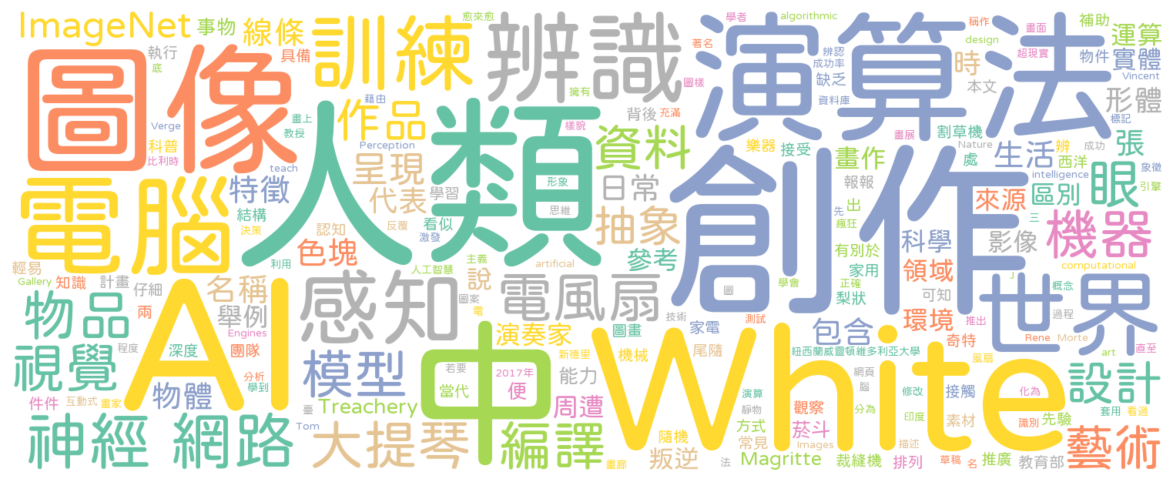 ImageNet
事物
線條
訓練
辨識
演算法
愈來愈
學者
algorithmic
稱作
畫面
補助
運算
執行
底
具備
著名
圖樣
design
辨認
成功率
超現實
物件
實體
Vincent
圖像
作品
藉由
畫上
教授
擁有
樣貌
背後
充滿
時
缺乏
本文
資料庫
形體
標記
Verge
科普
比利時
Perception
人類
資料
樂器
接受
畫展
畫作
割草機
Nature
辨
成功
生活
西洋
張
電腦
特徵
teach
呈現
代表
學習
形象
日常
報報
出
處
intelligence
眼
象徵
引擎
結構
決策
認知
看似
激發
反覆
思維
抽象
創作
先
瘋狂
來源
區別
三
機器
輕易
Gallery
計畫
知識
利用
色塊
主義
人工智慧
說
artificial
參考
有別於
家用
正確
科學
影像
領域
可知
J
computational
物品
兩
仔細
名稱
舉例
AI
感知
圖案
電
電風扇
圖
學會
梨狀
環境
世界
概念
過程
Engines
演奏家
圖畫
技術
家電
測試
包含
奇特
推出
Rene
Morte
直至
視覺
程度
深度
團隊
模型
中
新德里
機械
尾隨
紐西蘭威靈頓維多利亞大學
風扇
art
設計
件件
分析
學到
互動式
畫家
物體
若要
當代
2017年
便
能力
White
網頁
腦
演算
修改
接觸
化為
看過
套用
神經
網路
臺
Tom
Treachery
周遭
靜物
觀察
分為
印度
素材
識別
先驗
大提琴
編譯
畫廊
隨機
叛逆
方式
常見
Images
法
Magritte
菸斗
裁縫機
描述
排列
草稿
名
推廣
教育部
藝術